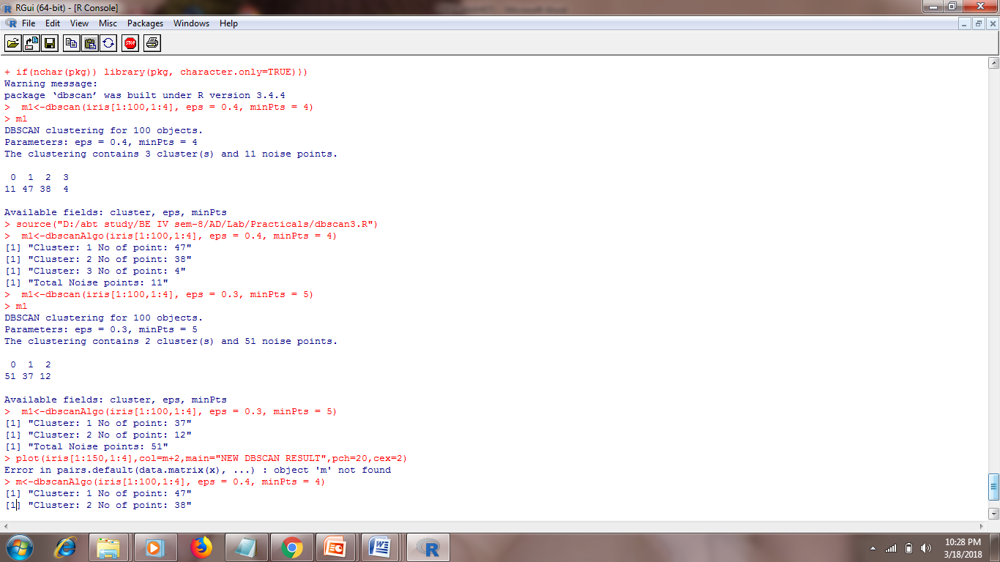 RGui (64-bit) - [R Console]
File Edit View Misc Packages Windows Help
STOP
+ if(nchar(pkg)) library(pkg, character.only=TRUE)})
Warning message:
package ‘dbscan’ was built under R version 3.4.4
>  m1<-dbscan(iris[1:100,1:4], eps = 0.4, minPts = 4)
> m1
DBSCAN clustering for 100 objects.
Parameters: eps = 0.4, minPts = 4
The clustering contains 3 cluster(s) and 11 noise points.
 0  1  2  3
11 47 38  4
Available fields: cluster, eps, minPts
> source("D:/abt study/BE IV sem-8/AD/Lab/Practicals/dbscan3.R")
>  m1<-dbscanAlgo(iris[1:100,1:4], eps = 0.4, minPts = 4)
[1] "Cluster: 1 No of point: 47"
[1] "Cluster: 2 No of point: 38"
[1] "Cluster: 3 No of point: 4"
[1] "Total Noise points: 11"
>  m1<-dbscan(iris[1:100,1:4], eps = 0.3, minPts = 5)
> m1
DBSCAN clustering for 100 objects.
Parameters: eps = 0.3, minPts = 5
The clustering contains 2 cluster(s) and 51 noise points.
 0  1  2
51 37 12
Available fields: cluster, eps, minPts
>  m1<-dbscanAlgo(iris[1:100,1:4], eps = 0.3, minPts = 5)
[1] "Cluster: 1 No of point: 37"
[1] "Cluster: 2 No of point: 12"
[1] "Total Noise points: 51"
> plot(iris[1:150,1:4],col=m+2,main="NEW DBSCAN RESULT",pch=20,cex=2)
Error in pairs.default(data.matrix(x), ...) : object 'm' not found
> m<-dbscanAlgo(iris[1:100,1:4], eps = 0.4, minPts = 4)
[1] "Cluster: 1 No of point: 47"
[1] "Cluster: 2 No of point: 38"
10:28 PM
3/18/2018